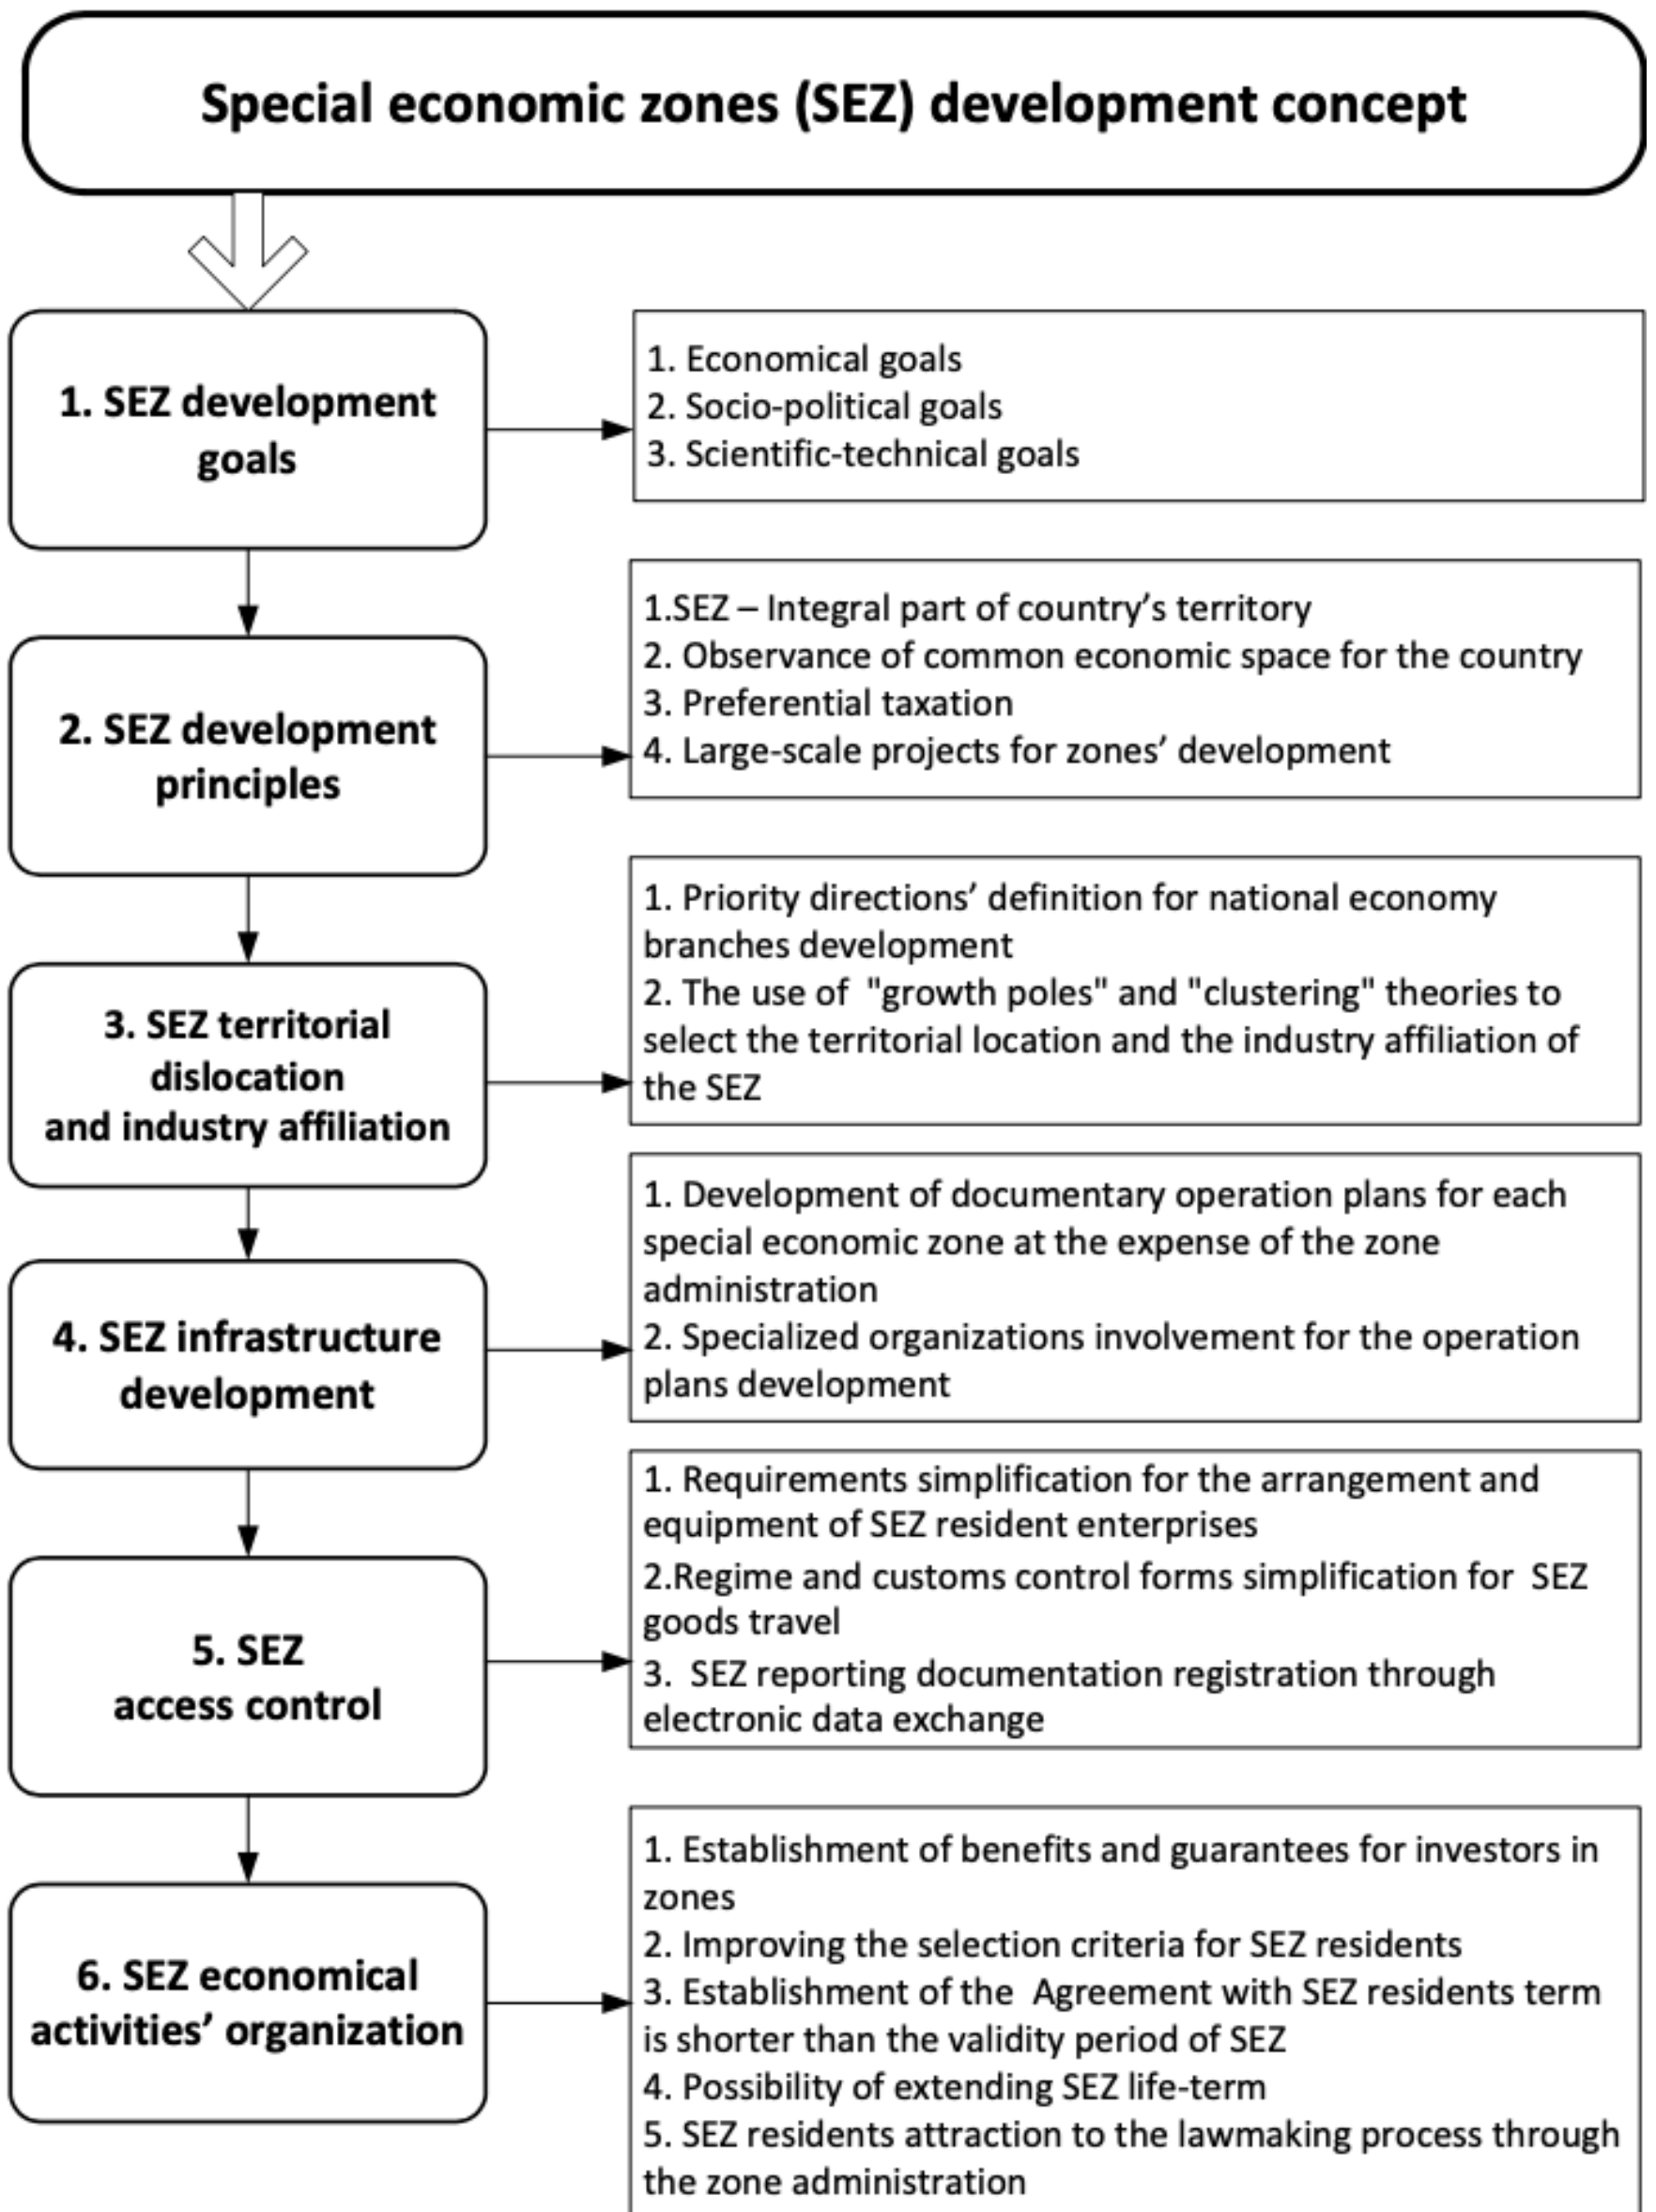 Special economic zones (SEZ) development concept
1. SEZ development
goals
1. Economical goals
2. Socio-political goals
3. Scientific-technical goals
2. SEZ development
principles
1.SEZ – Integral part of country’s territory
2. Observance of common economic space for the country
3. Preferential taxation
4. Large-scale projects for zones’ development
3. SEZ territorial
dislocation
and industry affiliation
1. Priority directions’ definition for national economy
branches development
2. The use of "growth poles" and "clustering" theories to
select the territorial location and the industry affiliation of
the SEZ
4. SEZ infrastructure
development
1. Development of documentary operation plans for each
special economic zone at the expense of the zone
administration
2. Specialized organizations involvement for the operation
plans development
5. SEZ
access control
1. Requirements simplification for the arrangement and
equipment of SEZ resident enterprises
2.Regime and customs control forms simplification for SEZ
goods travel
3. SEZ reporting documentation registration through
electronic data exchange
6. SEZ economical
activities’ organization
1. Establishment of benefits and guarantees for investors in
zones
2. Improving the selection criteria for SEZ residents
3. Establishment of the Agreement with SEZ residents term
is shorter than the validity period of SEZ
4. Possibility of extending SEZ life-term
5. SEZ residents attraction to the lawmaking process through
the zone administration